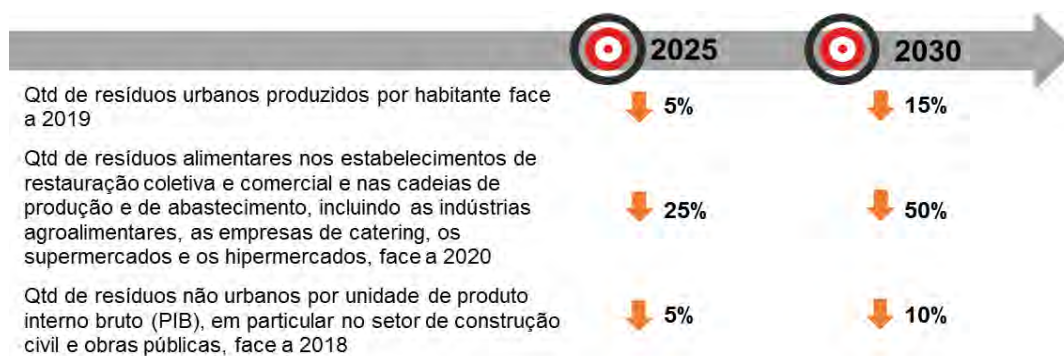 2025 2030
Qtd de resíduos urbanos produzidos por habitante face
a 2019
5% 15%
Qtd de resíduos alimentares nos estabelecimentos de
restauração coletiva e comercial e nas cadeias de
produção e de abastecimento, incluindo as indústrias
agroalimentares, as empresas de catering, os
supermercados e os hipermercados, face a 2020
25% 50%
Qtd de resíduos não urbanos por unidade de produto
interno bruto (PIB), em particular no setor de construção
civil e obras públicas, face a 2018
5% 10%